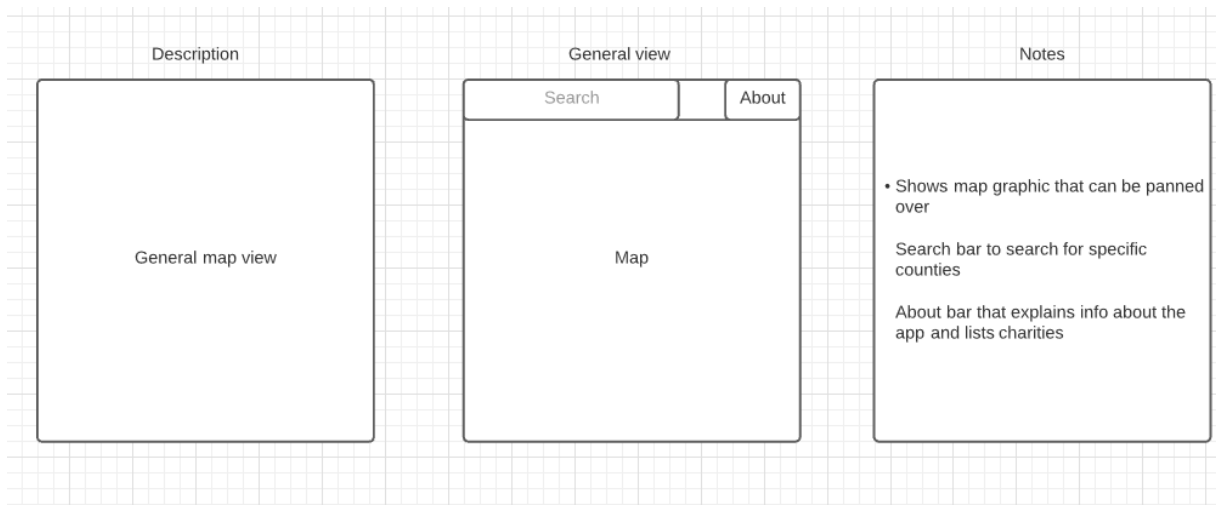 Description
General map view
General view
Search
About
Map
Notes
• Shows map graphic that can be panned
over
Search bar to search for specific
counties
About bar that explains info about the
app and lists charities